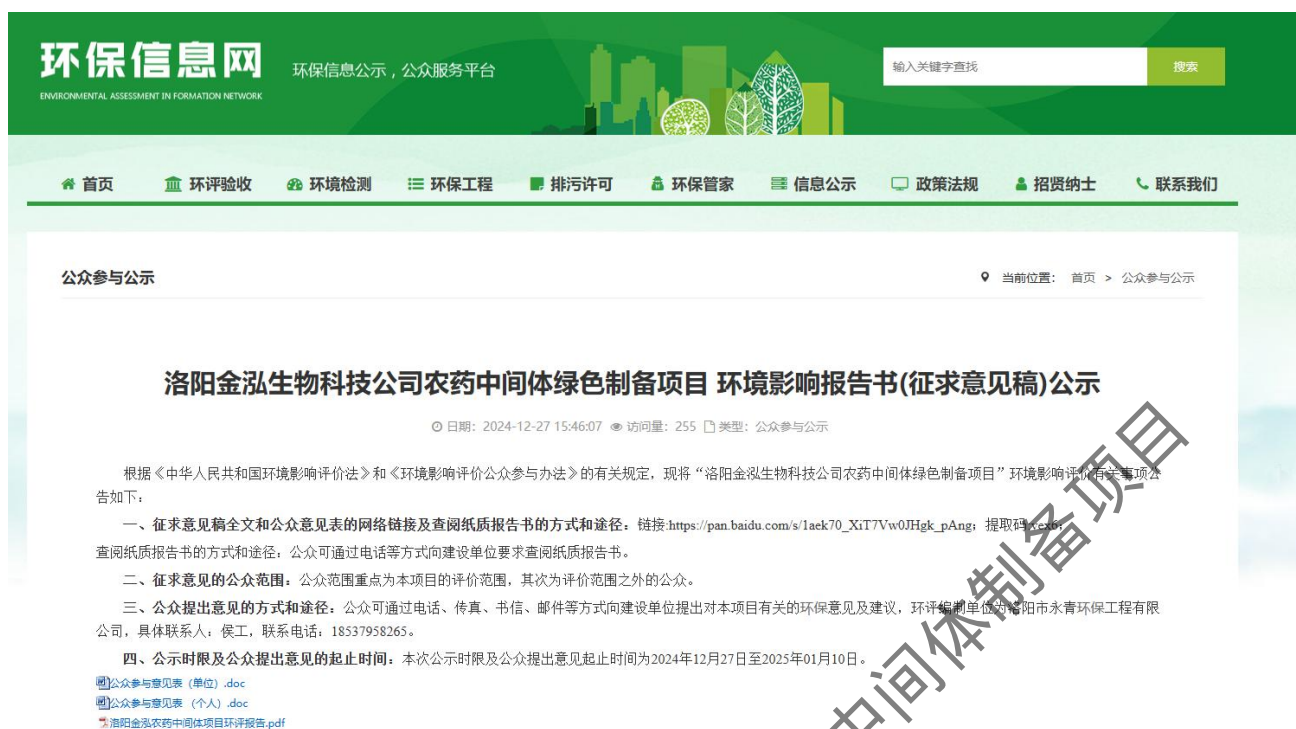 环保信息网
ENVIRONMENTAL ASSESSMENT IN FORMATION NETWORK
环保信息公示，公众服务平台
输入关键字查找
搜索
首页 环评验收 环境检测 环保工程 排污许可 环保管家 信息公示 政策法规 招贤纳士 联系我们
公众参与公示
当前位置： 首页 > 公众参与公示
洛阳金泓生物科技公司农药中间体绿色制备项目 环境影响报告书(征求意见稿)公示
日期：2024-12-27 15:46:07 访问量：255 类型：公众参与公示
根据《中华人民共和国环境影响评价法》和《环境影响评价公众参与办法》的有关规定，现将“洛阳金泓生物科技公司农药中间体绿色制备项目”环境影响评价有关事项公
告如下：
一、征求意见稿全文和公众意见表的网络链接及查阅纸质报告书的方式和途径：链接:https://pan.baidu.com/s/1aek70_XiT7Vw0JHgk_pAng；提取码
查阅纸质报告书的方式和途径：公众可通过电话等方式向建设单位要求查阅纸质报告书。
二、征求意见的公众范围：公众范围重点为本项目的评价范围，其次为评价范围之外的公众。
三、公众提出意见的方式和途径：公众可通过电话、传真、书信、邮件等方式向建设单位提出对本项目有关的环保意见及建议，环评编制单位为洛阳市永青环保工程有限
公司，具体联系人：侯工，联系电话：18537958265。
四、公示时限及公众提出意见的起止时间：本次公示时限及公众提出意见起止时间为2024年12月27日至2025年01月10日。
公众参与意见表（单位）.doc
公众参与意见表（个人）.doc
洛阳金泓农药中间体项目环评报告.pdf
中间体制备项目